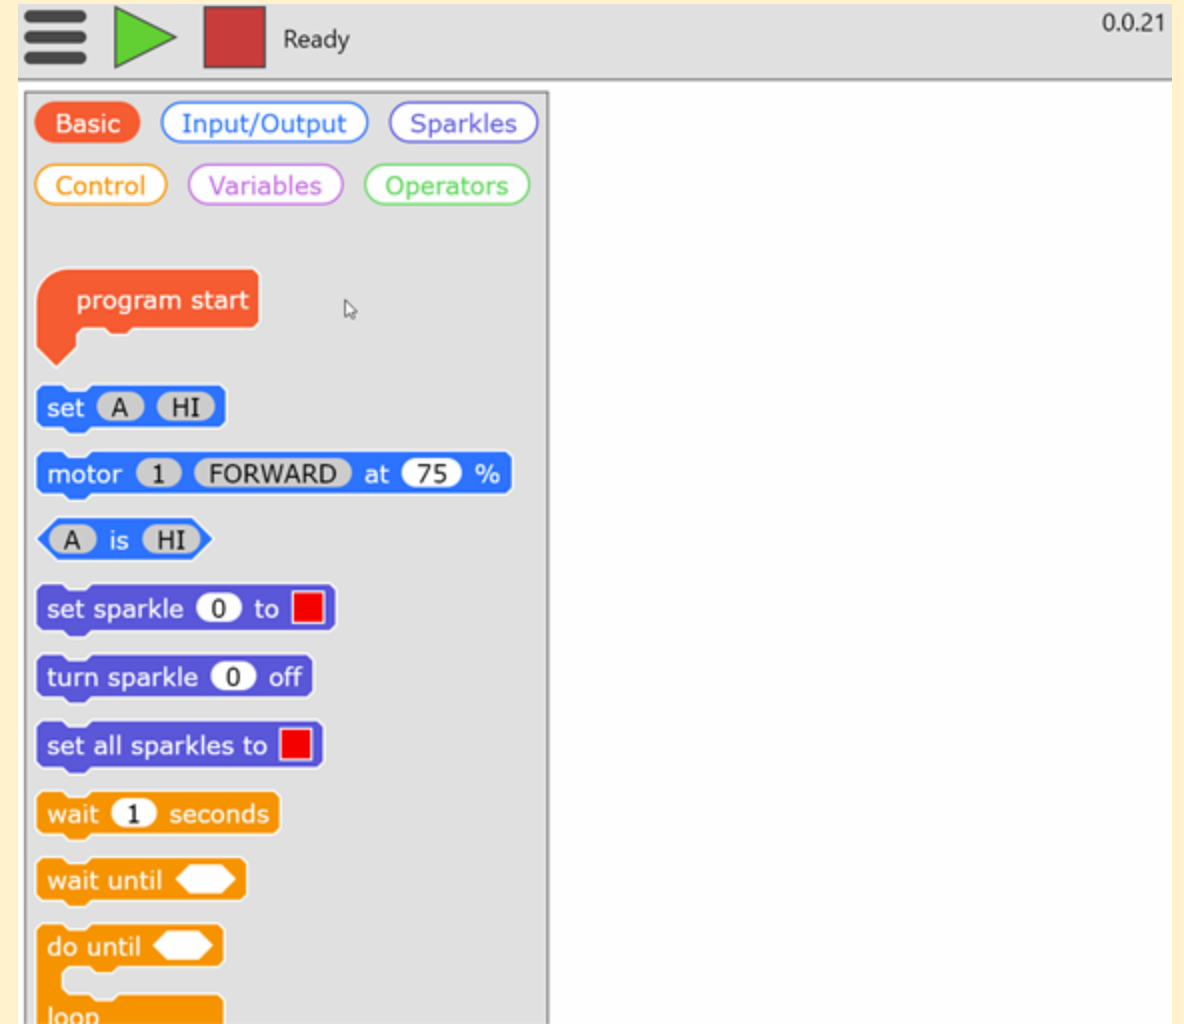 Ready 0.0.21
Basic Input/Output Sparkles
Control Variables Operators
program start
set A HI
motor 1 FORWARD at 75 %
A is HI
set sparkle 0 to
turn sparkle 0 off
set all sparkles to
wait 1 seconds
wait until
do until
loop